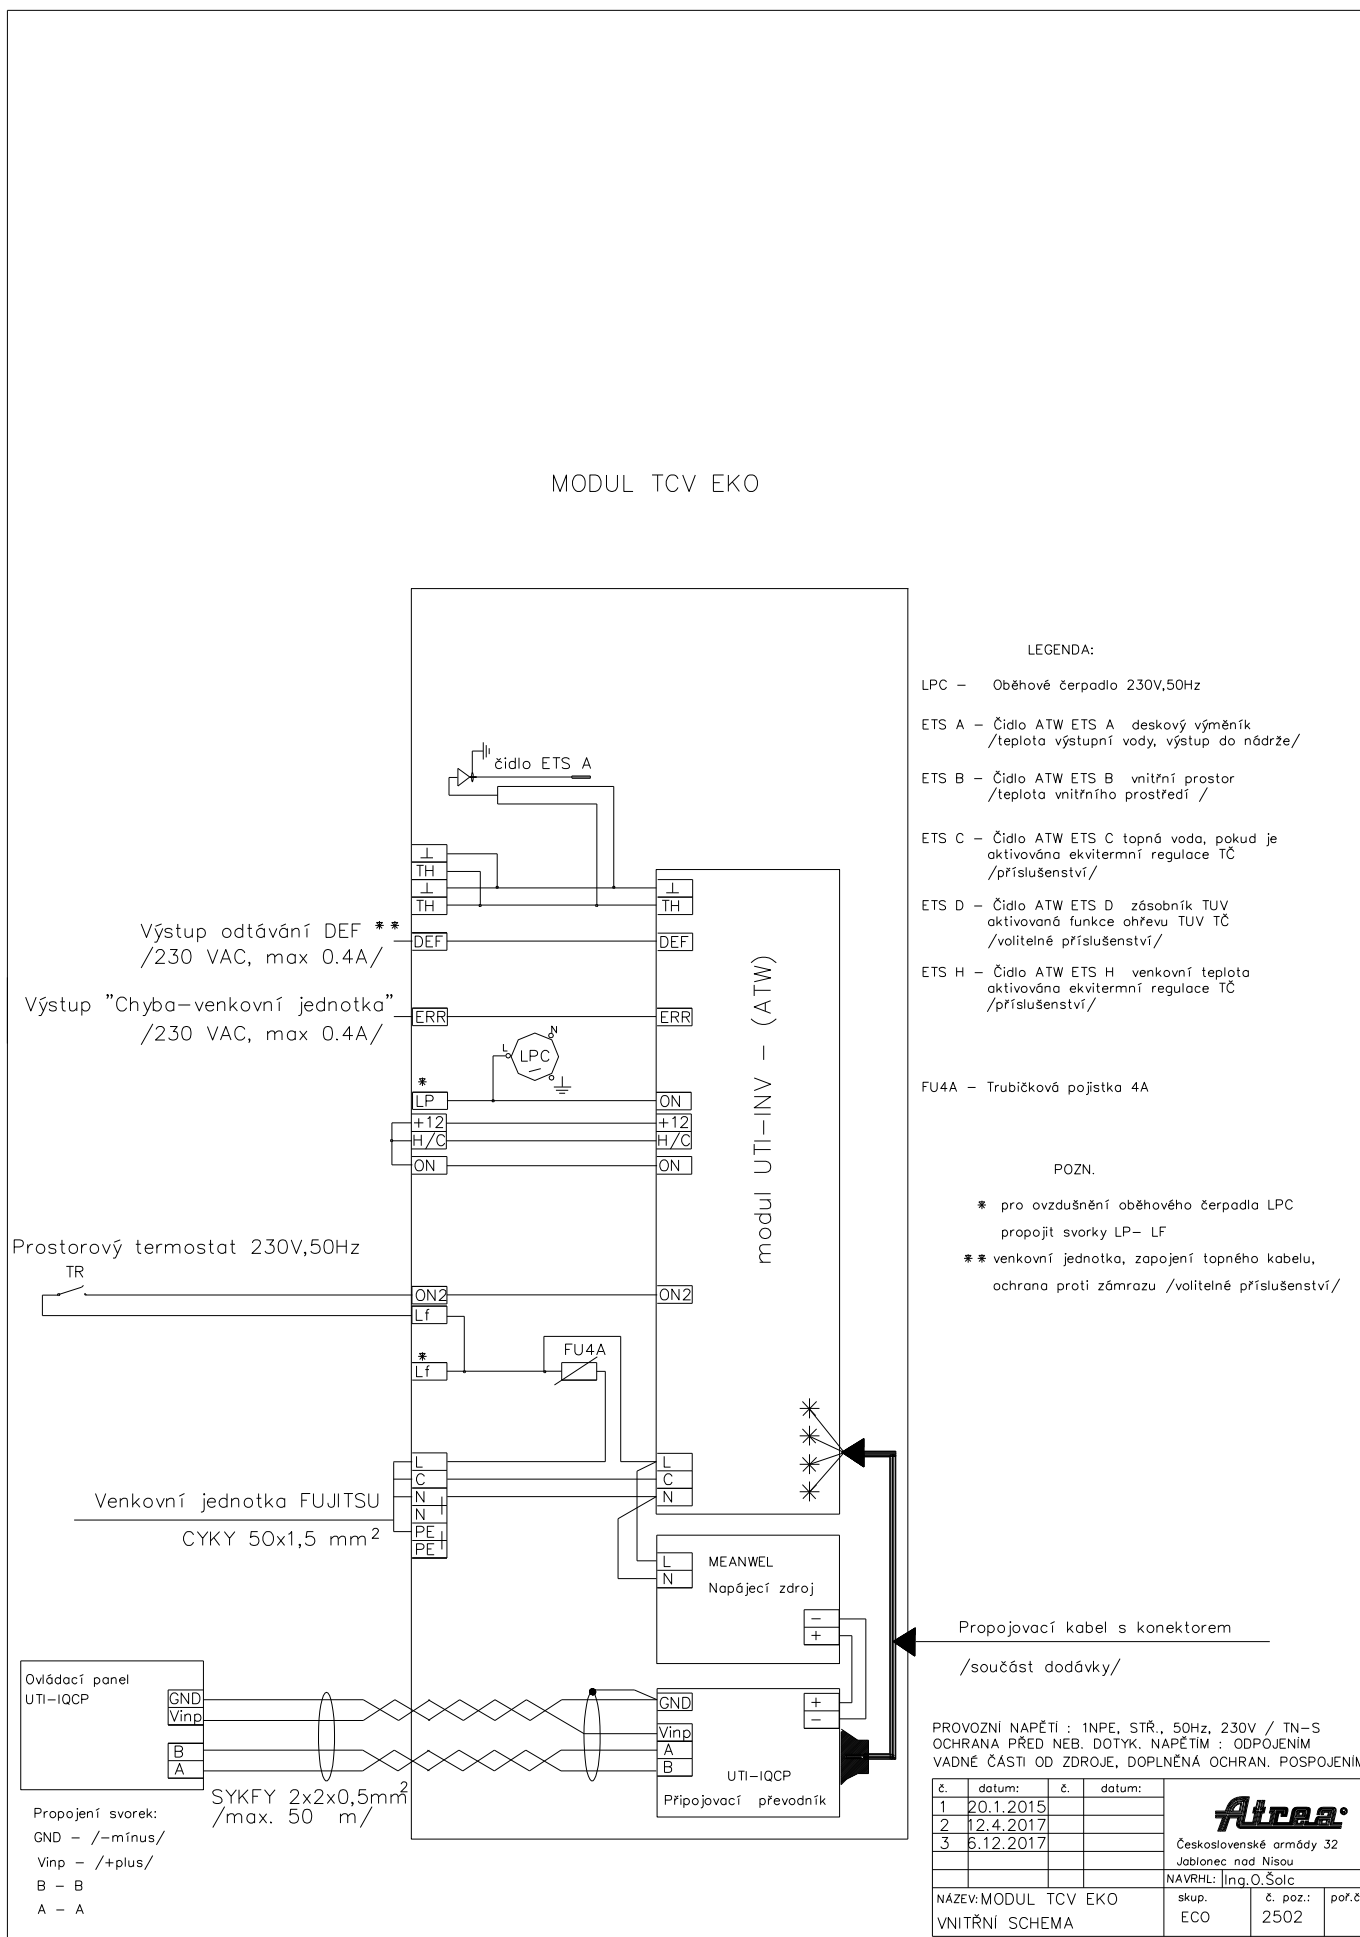 MODUL TCV EKO
LEGENDA:
LPC – Oběhové čerpadlo 230V,50Hz
ETS A – Čidlo ATW ETS A deskový výměník
/teplota výstupní vody, výstup do nádrže/
ETS B – Čidlo ATW ETS B vnitřní prostor
/teplota vnitřního prostředí /
ETS C – Čidlo ATW ETS C topná voda, pokud je
aktivována ekvitermní regulace TČ
/příslušenství/
ETS D – Čidlo ATW ETS D zásobník TUV
aktivovaná funkce ohřevu TUV TČ
/volitelné příslušenství/
ETS H – Čidlo ATW ETS H venkovní teplota
aktivována ekvitermní regulace TČ
/příslušenství/
FU4A – Trubičková pojistka 4A
POZN.
* pro ovzdušnění oběhového čerpadla LPC
propojit svorky LP– LF
** venkovní jednotka, zapojení topného kabelu,
ochrana proti zámrazu /volitelné příslušenství/
čidlo ETS A
⊥
TH
⊥
TH
⊥
TH
Výstup odtávání DEF **
/230 VAC, max 0.4A/
DEF
DEF
Výstup "Chyba–venkovní jednotka"
/230 VAC, max 0.4A/
ERR
ERR
L
N
LPC
*
LP
ON
+12
+12
H/C
H/C
ON
ON
modul UTI–INV – (ATW)
Prostorový termostat 230V,50Hz
TR
ON2
ON2
Lf
*
Lf
FU4A
L
C
N
N
PE
PE
L
C
N
Venkovní jednotka FUJITSU
CYKY 50x1,5 mm²
L
N
MEANWEL
Napájecí zdroj
–
+
Propojovací kabel s konektorem
/součást dodávky/
Ovládací panel
UTI–IQCP
GND
Vinp
B
A
SYKFY 2x2x0,5mm²
/max. 50 m/
GND
Vinp
A
B
+
–
UTI–IQCP
Připojovací převodník
Propojení svorek:
GND – /–mínus/
Vinp – /+plus/
B – B
A – A
PROVOZNÍ NAPĚTÍ : 1NPE, STŘ., 50Hz, 230V / TN–S
OCHRANA PŘED NEB. DOTYK. NAPĚTÍM : ODPOJENÍM
VADNÉ ČÁSTI OD ZDROJE, DOPLNĚNÁ OCHRAN. POSPOJENÍM
č. datum: č. datum:
1 20.1.2015
2 12.4.2017
3 6.12.2017
Atrea
Československé armády 32
Jablonec nad Nisou
NAVRHL: Ing.O.Šolc
NÁZEV: MODUL TCV EKO
VNITŘNÍ SCHEMA
skup.
ECO
č. poz.:
2502
poř.č